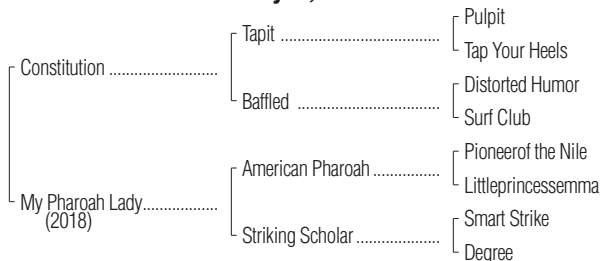 Pulpit
Tapit
Tap Your Heels
Constitution
Distorted Humor
Baffled
Surf Club
Pioneerof the Nile
American Pharoah
Littleprincessemma
My Pharoah Lady
(2018)
Smart Strike
Striking Scholar
Degree